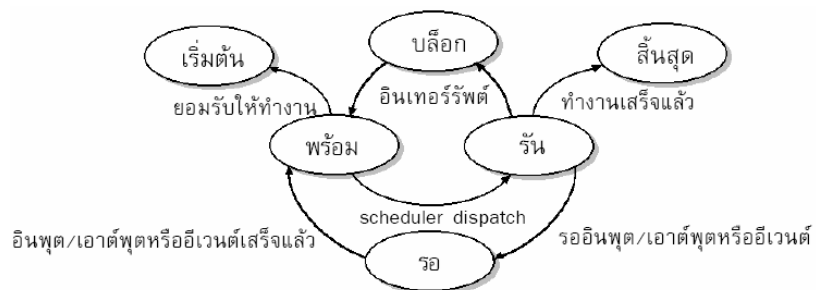 บล็อก
เริ่มต้น
สิ้นสุด
อินเทอร์รัพต์
ยอมรับให้ทำงาน
ทำงานเสร็จแล้ว
พร้อม
รัน
scheduler dispatch
อินพุต/เอาต์พุตหรืออีเวนต์เสร็จแล้ว
รออินพุต/เอาต์พุตหรืออีเวนต์
รอ